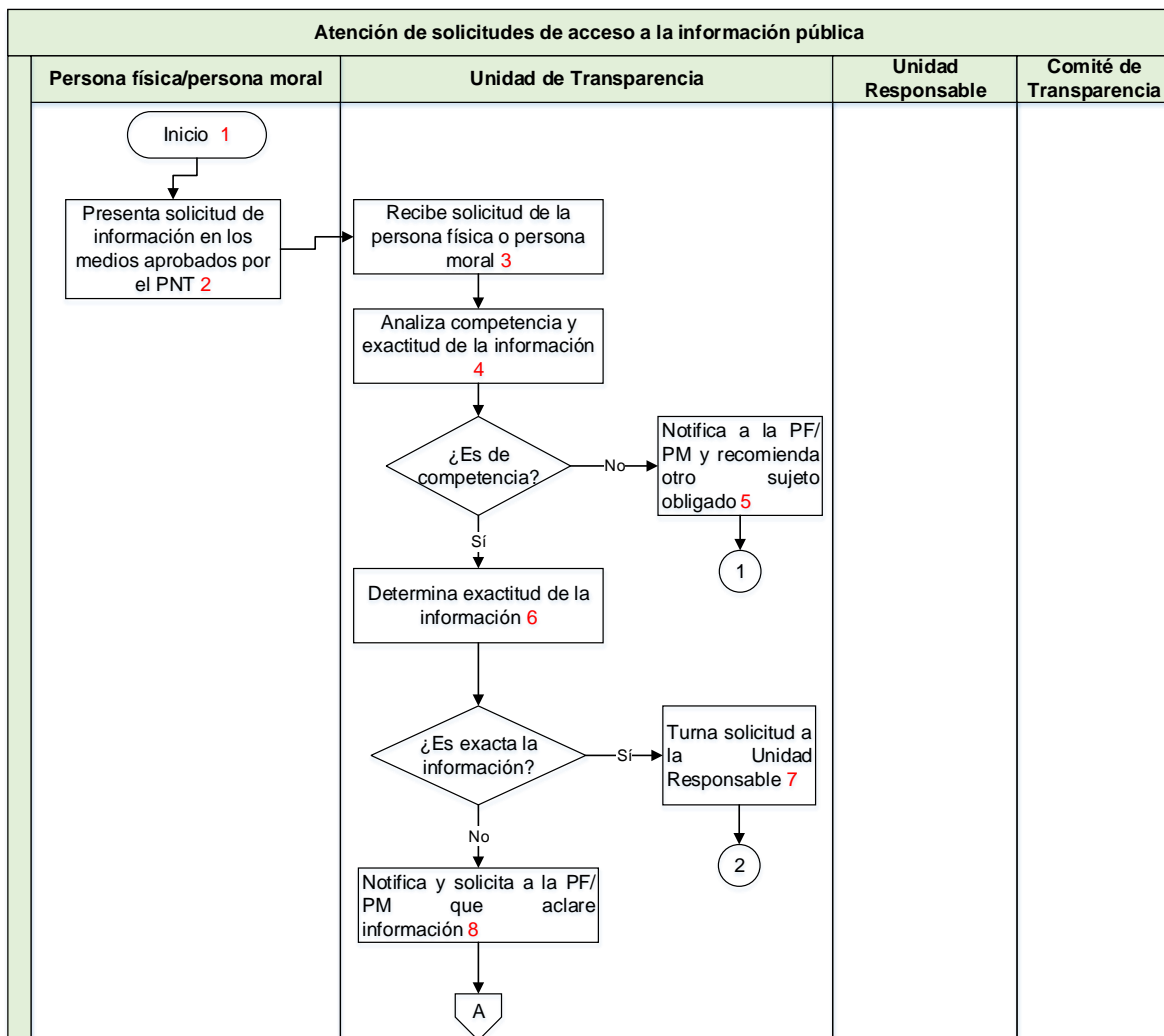 Atención de solicitudes de acceso a la información pública
Persona física/persona moral
Unidad de Transparencia
Unidad
Responsable
Comité de
Transparencia
Inicio 1
Presenta solicitud de
información en los
medios aprobados por
el PNT 2
Recibe solicitud de la
persona física o persona
moral 3
Analiza competencia y
exactitud de la información
4
¿Es de
competencia?
No
Notifica a la PF/
PM y recomienda
otro sujeto
obligado 5
1
Sí
Determina exactitud de la
información 6
¿Es exacta la
información?
Sí
Turna solicitud a
la Unidad
Responsable 7
2
No
Notifica y solicita a la PF/
PM que aclare
información 8
A